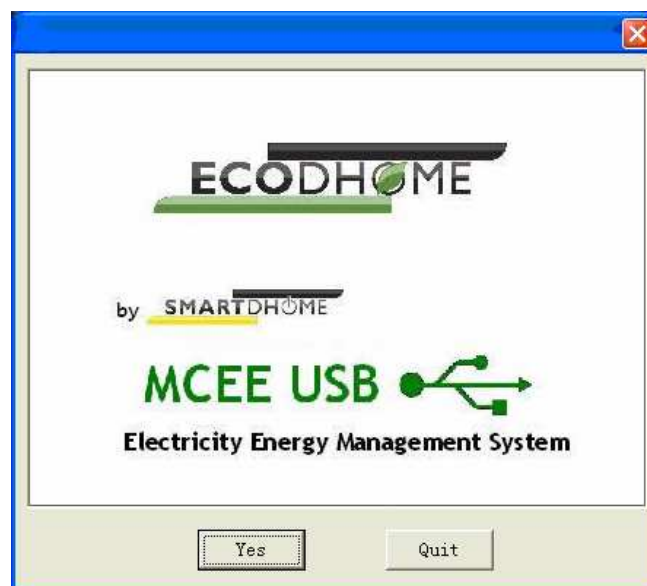 ECODHOME
by SMARTDHOME
MCEE USB
Electricity Energy Management System
Yes Quit